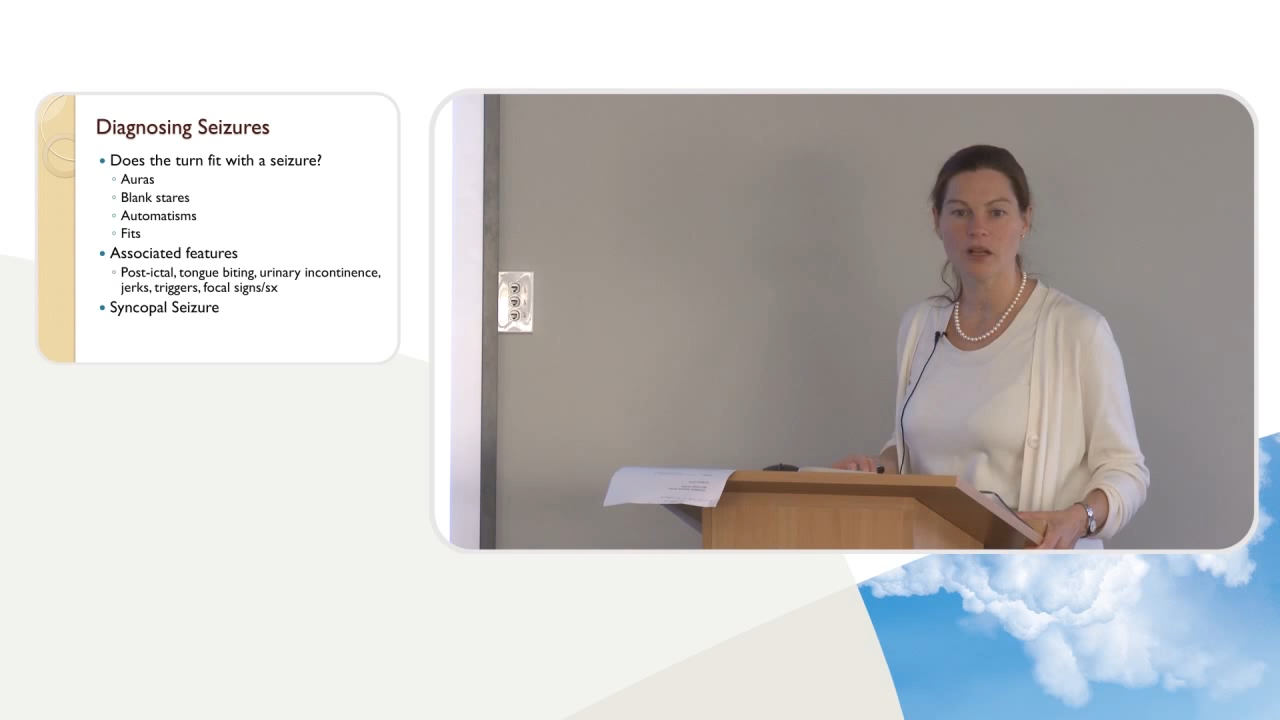 Diagnosing Seizures
• Does the turn fit with a seizure?
◦ Auras
◦ Blank stares
◦ Automatisms
◦ Fits
• Associated features
◦ Post-ictal, tongue biting, urinary incontinence,
jerks, triggers, focal signs/sx
• Syncopal Seizure